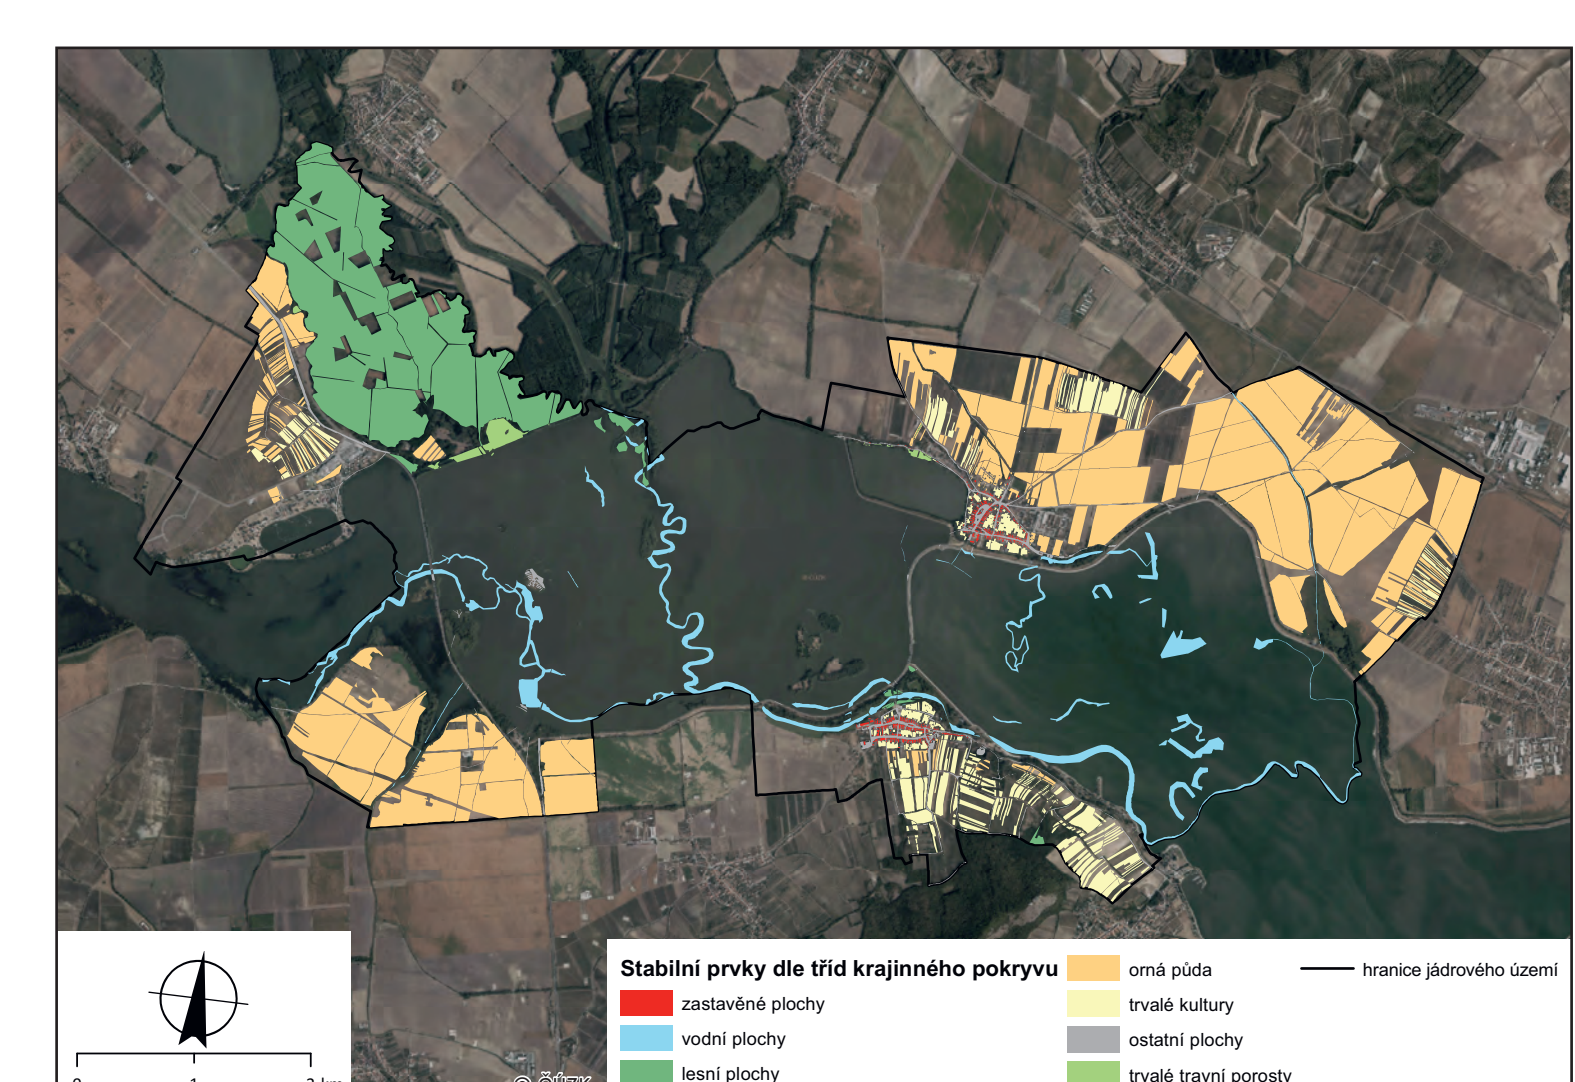 Stabilní prvky dle tříd krajinného pokryvu
zastavěné plochy
vodní plochy
lesní plochy
orná půda
trvalé kultury
ostatní plochy
trvalé travní porosty
hranice jádrového území
0 1 2 km
© ČÚZK